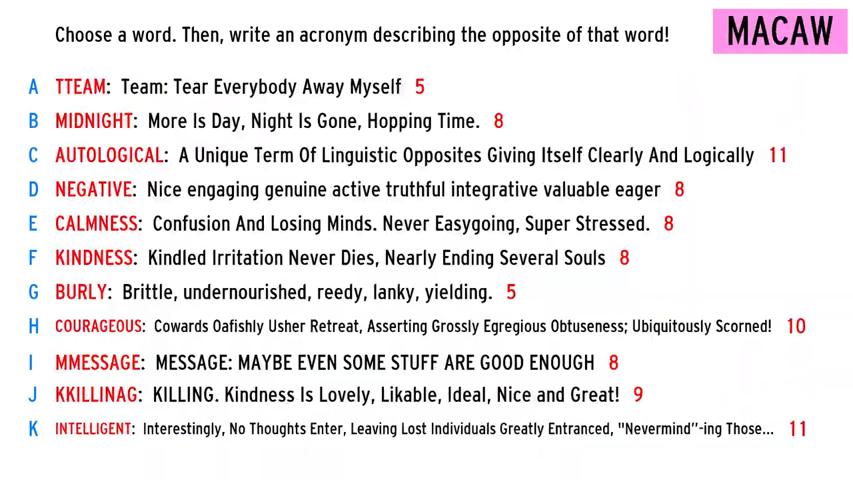 Choose a word. Then, write an acronym describing the opposite of that word!
MACAW
A TTEAM: Team: Tear Everybody Away Myself 5
B MIDNIGHT: More Is Day, Night Is Gone, Hopping Time. 8
C AUTOLOGICAL: A Unique Term Of Linguistic Opposites Giving Itself Clearly And Logically 11
D NEGATIVE: Nice engaging genuine active truthful integrative valuable eager 8
E CALMNESS: Confusion And Losing Minds. Never Easygoing, Super Stressed. 8
F KINDNESS: Kindled Irritation Never Dies, Nearly Ending Several Souls 8
G BURLY: Brittle, undernourished, reedy, lanky, yielding. 5
H COURAGEOUS: Cowards Oafishly Usher Retreat, Asserting Grossly Egregious Obtuseness; Ubiquitously Scorned! 10
I MMESSAGE: MESSAGE: MAYBE EVEN SOME STUFF ARE GOOD ENOUGH 8
J KKILLINAG: KILLING. Kindness Is Lovely, Likable, Ideal, Nice and Great! 9
K INTELLIGENT: Interestingly, No Thoughts Enter, Leaving Lost Individuals Greatly Entranced, "Nevermind"-ing Those... 11